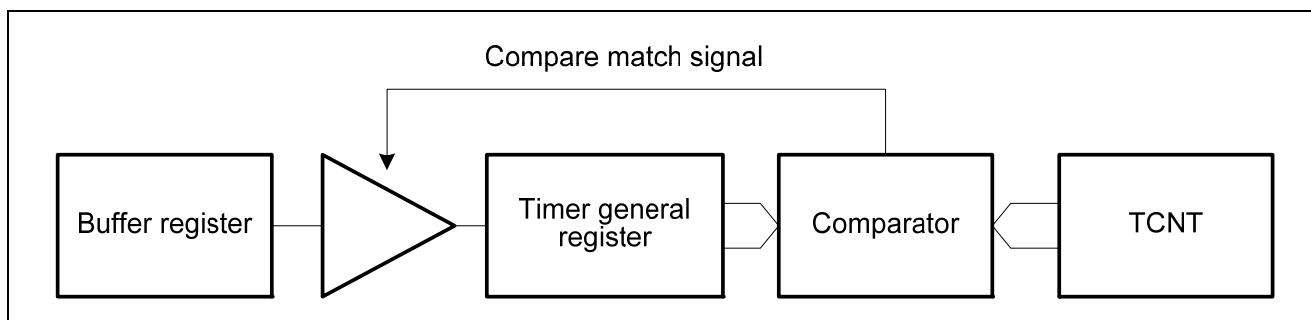 Compare match signal
Buffer register
Timer general
register
Comparator
TCNT